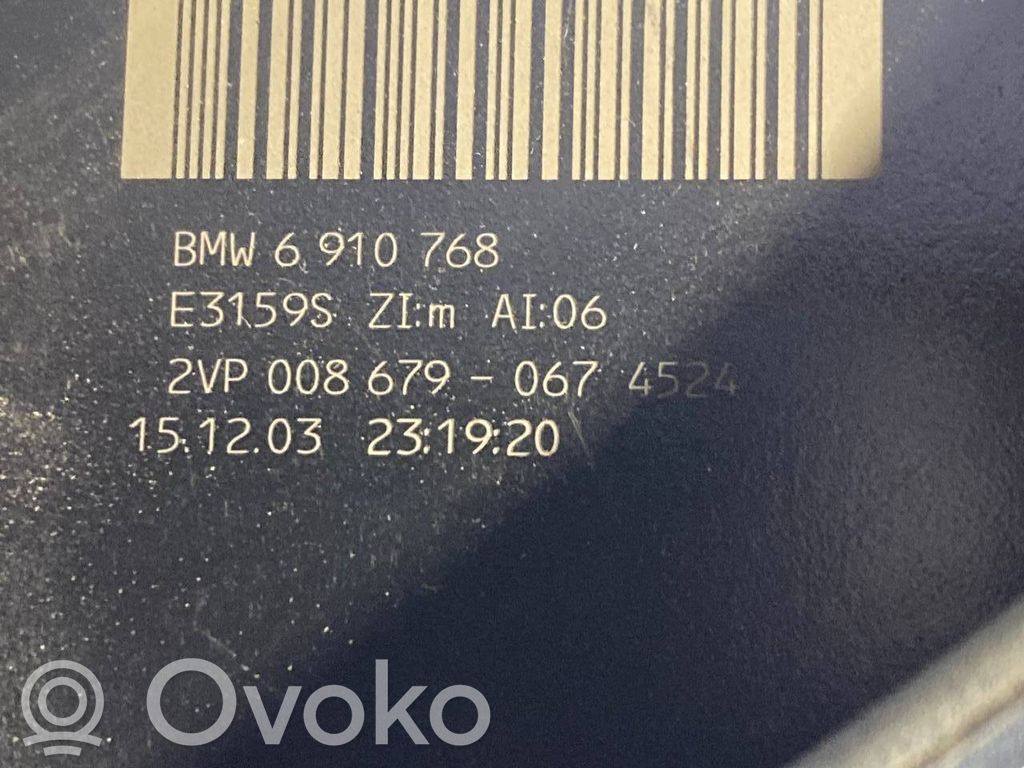 BMW 6 910 768
E3159S ZI:m AI:06
2VP 008 679 - 067 4524
15.12.03 23:19:20
Ovoko